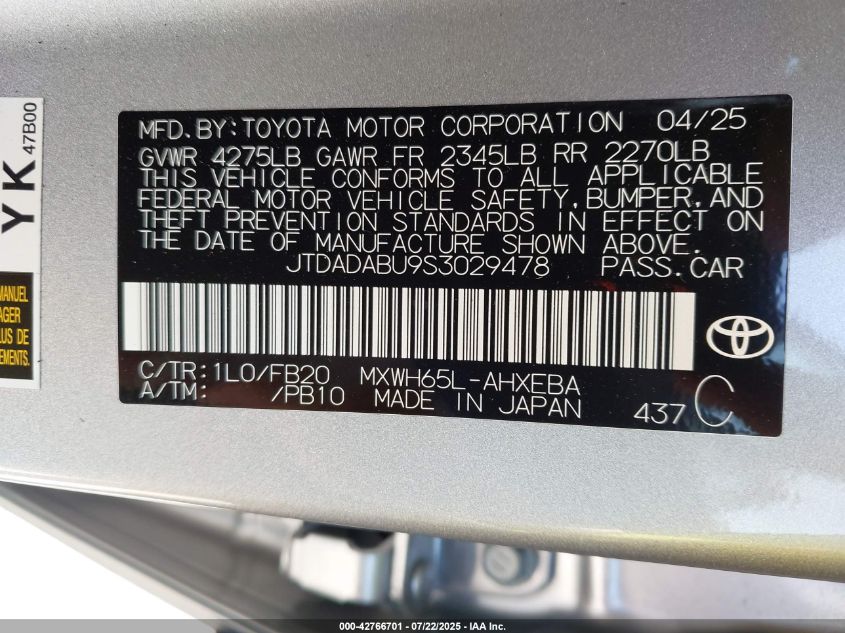 MFD.BY:TOYOTA MOTOR CORPORATION 04/25
GVWR 4275LB GAWR FR 2345LB RR 2270LB
THIS VEHICLE CONFORMS TO ALL APPLICABLE
FEDERAL MOTOR VEHICLE SAFETY,BUMPER,AND
THEFT PREVENTION STANDARDS IN EFFECT ON
THE DATE OF MANUFACTURE SHOWN ABOVE.
JTDADABU9S3029478 PASS.CAR
C/TR:1L0/FB20 MXWH65L-AHXEBA
A/TM: /PB10 MADE IN JAPAN
437 C
YK
47B00
MANUEL
PLUS DE
000-42766701 - 07/22/2025 - IAA Inc.